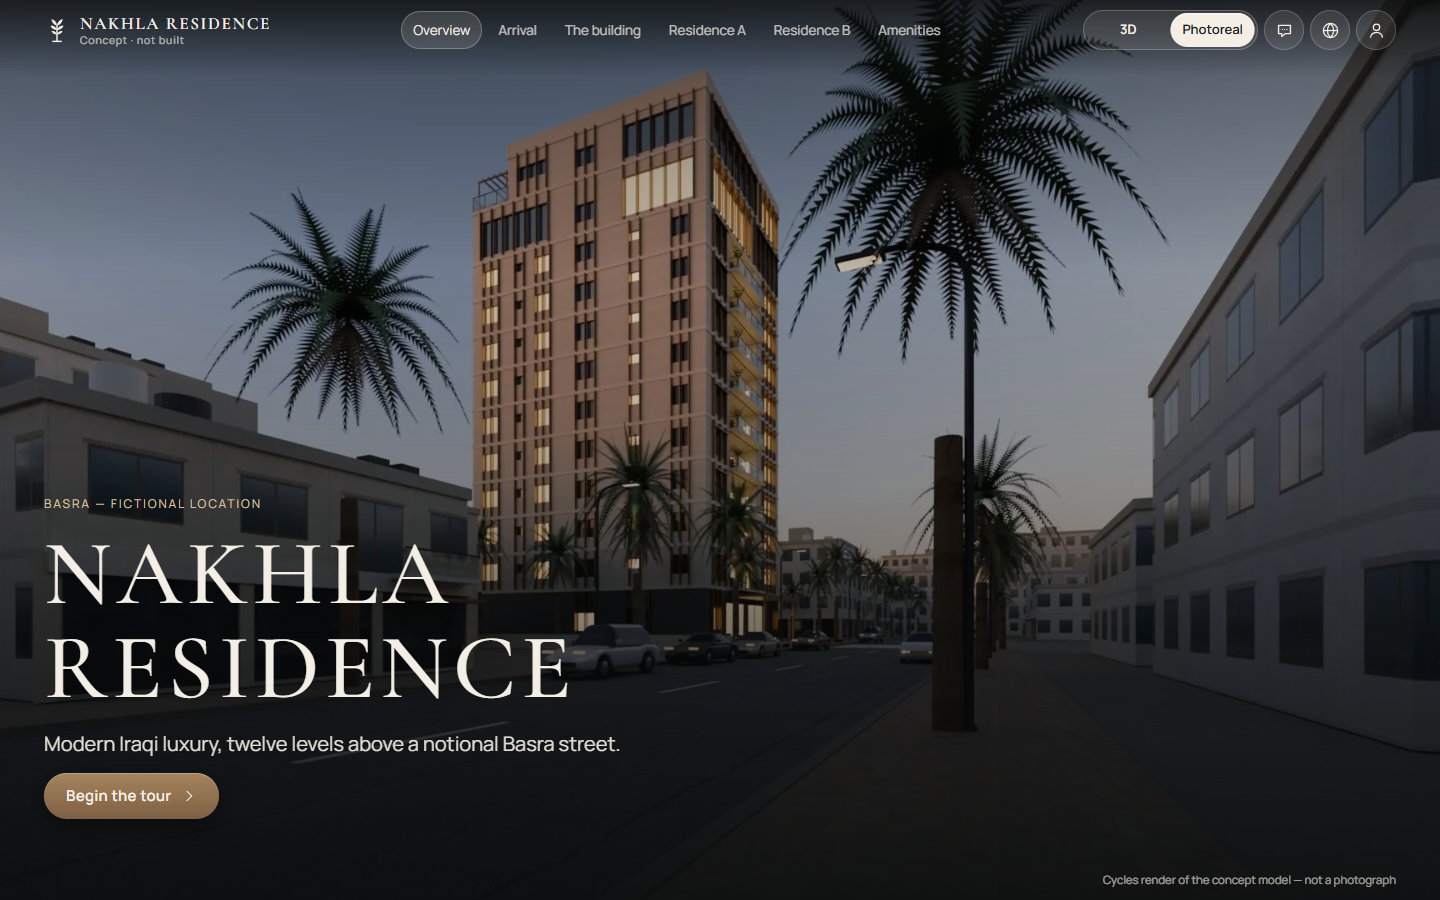 NAKHLA RESIDENCE
Concept · not built
Overview
Arrival
The building
Residence A
Residence B
Amenities
3D
Photoreal
BASRA — FICTIONAL LOCATION
NAKHLA
RESIDENCE
Modern Iraqi luxury, twelve levels above a notional Basra street.
Begin the tour
Cycles render of the concept model — not a photograph